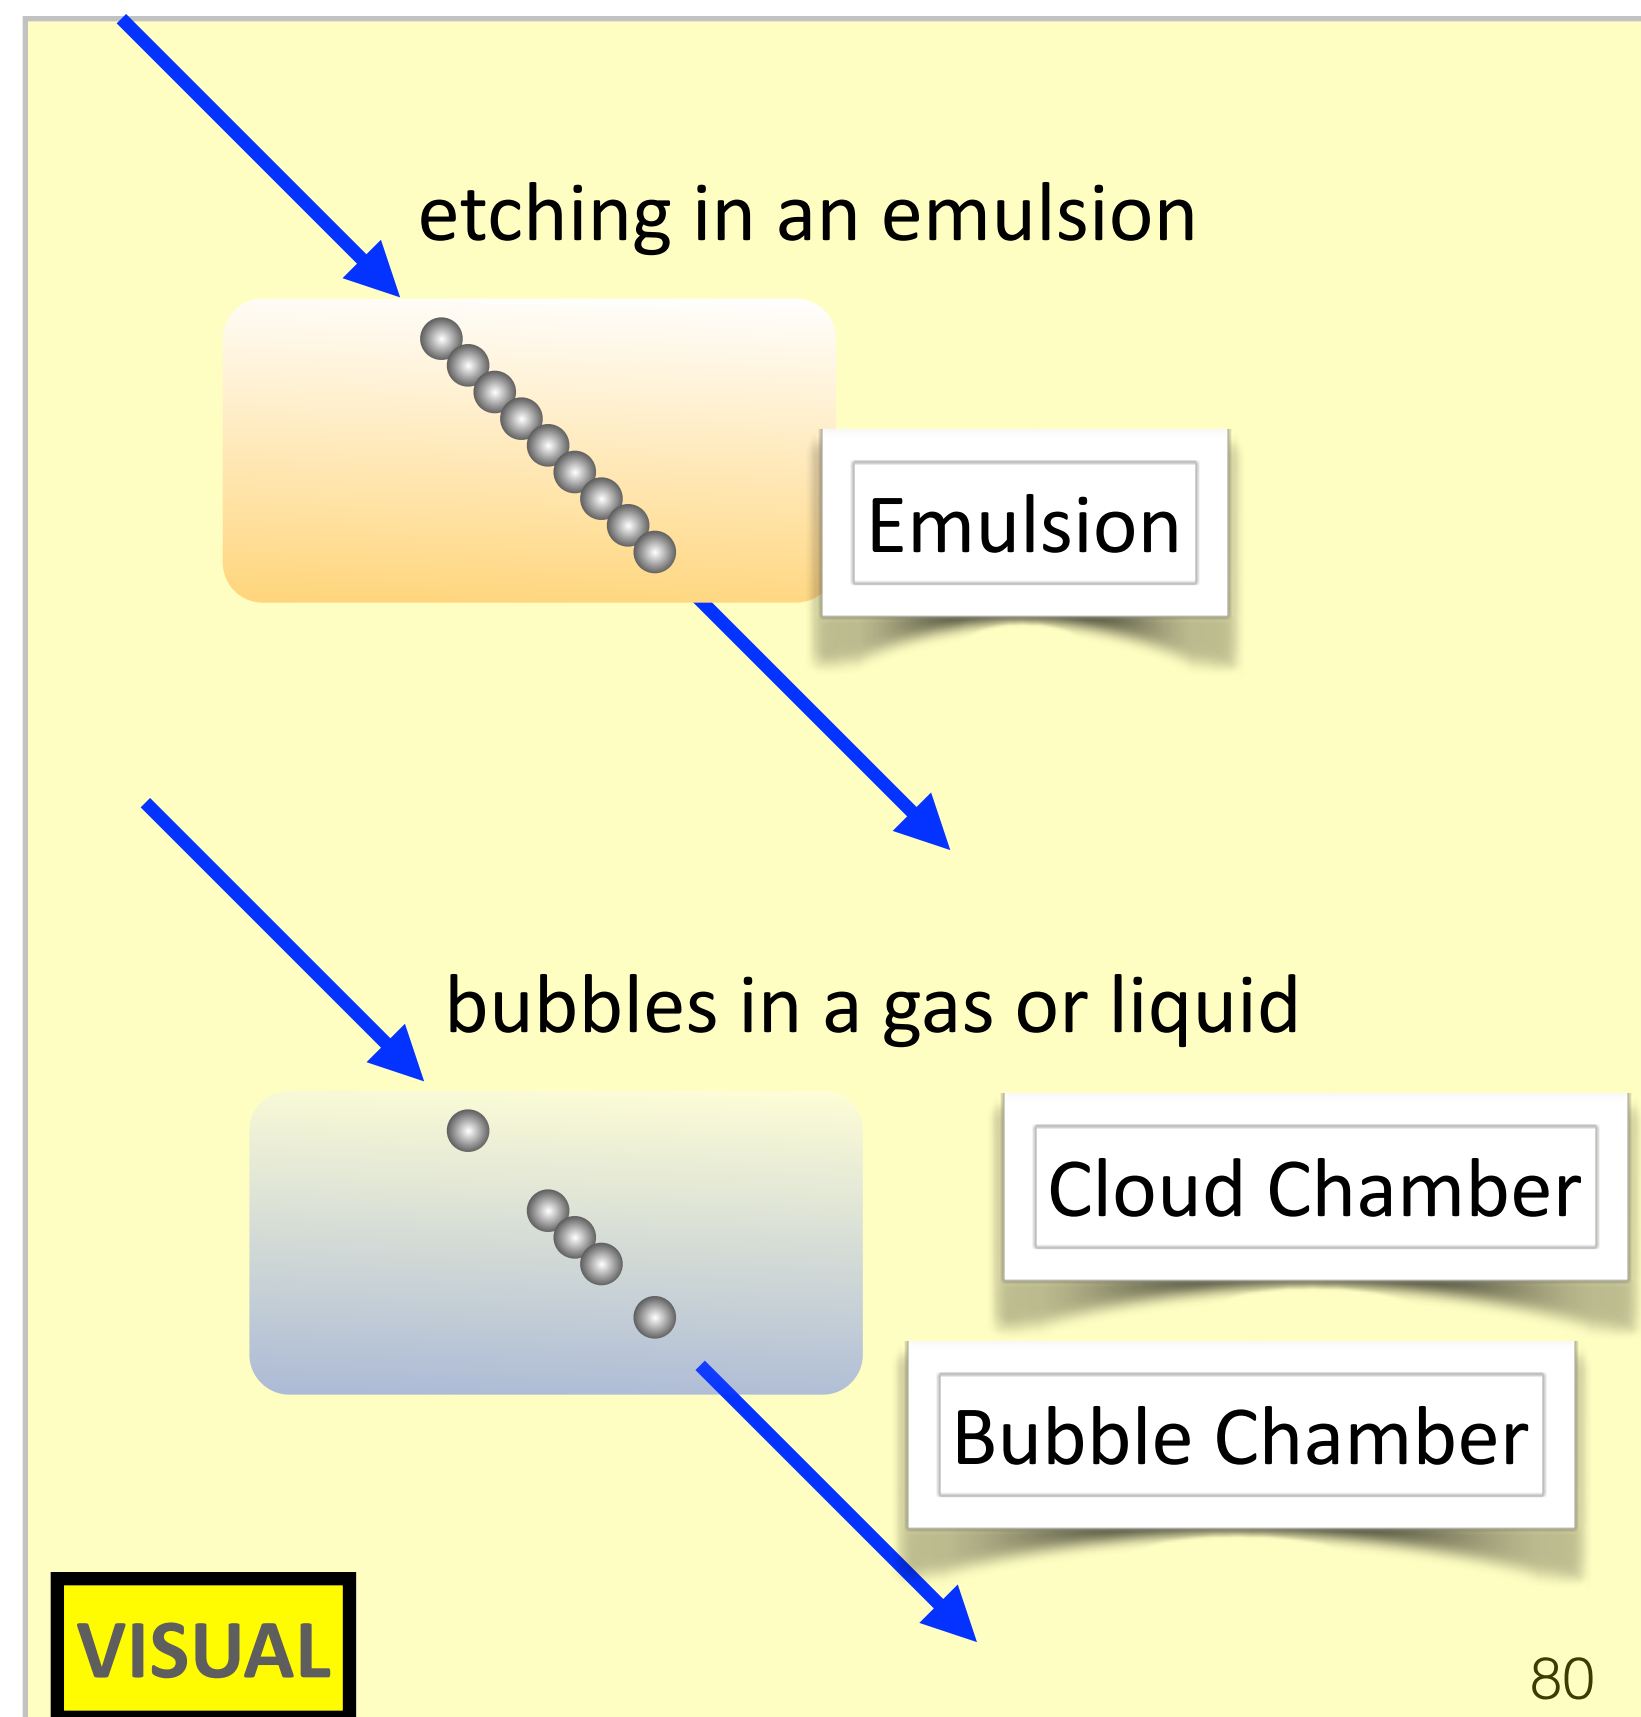 etching in an emulsion
Emulsion
bubbles in a gas or liquid
Cloud Chamber
Bubble Chamber
VISUAL
80